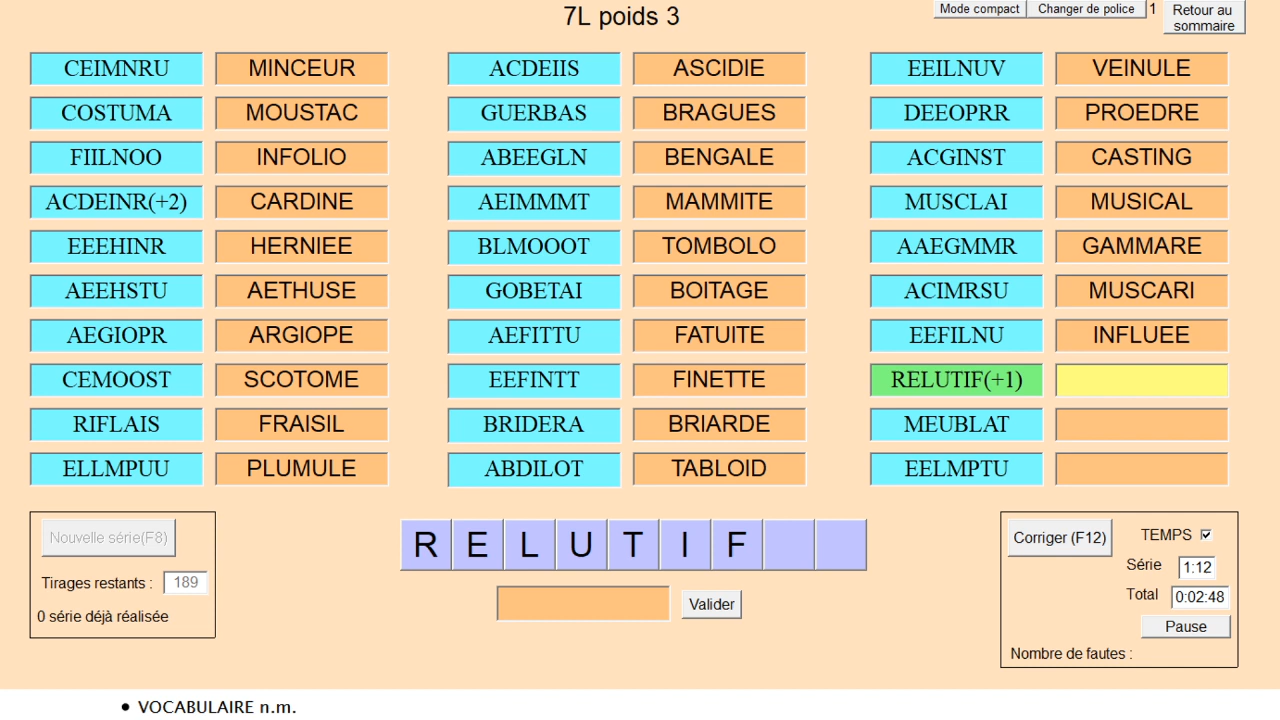 7L poids 3
Mode compact Changer de police 1 Retour au sommaire
CEIMNRU MINCEUR ACDEIIS ASCIDIE EEILNUV VEINULE
COSTUMA MOUSTAC GUERBAS BRAGUES DEEOPRR PROEDRE
FIILNOO INFOLIO ABEEGLN BENGALE ACGINST CASTING
ACDEINR(+2) CARDINE AEIMMMT MAMMITE MUSCLAI MUSICAL
EEEHINR HERNIEE BLMOOOT TOMBOLO AAEGMMR GAMMARE
AEEHSTU AETHUSE GOBETAI BOITAGE ACIMRSU MUSCARI
AEGIOPR ARGIOPE AEFITTU FATUITE EEFILNU INFLUEE
CEMOOST SCOTOME EEFINTT FINETTE RELUTIF(+1)
RIFLAIS FRAISIL BRIDERA BRIARDE MEUBLAT
ELLMPUU PLUMULE ABDILOT TABLOID EELMPTU
Nouvelle série(F8)
Tirages restants : 189
0 série déjà réalisée
R E L U T I F
Valider
Corriger (F12) TEMPS
Série 1:12
Total 0:02:48
Pause
Nombre de fautes :
• VOCABULAIRE n.m.